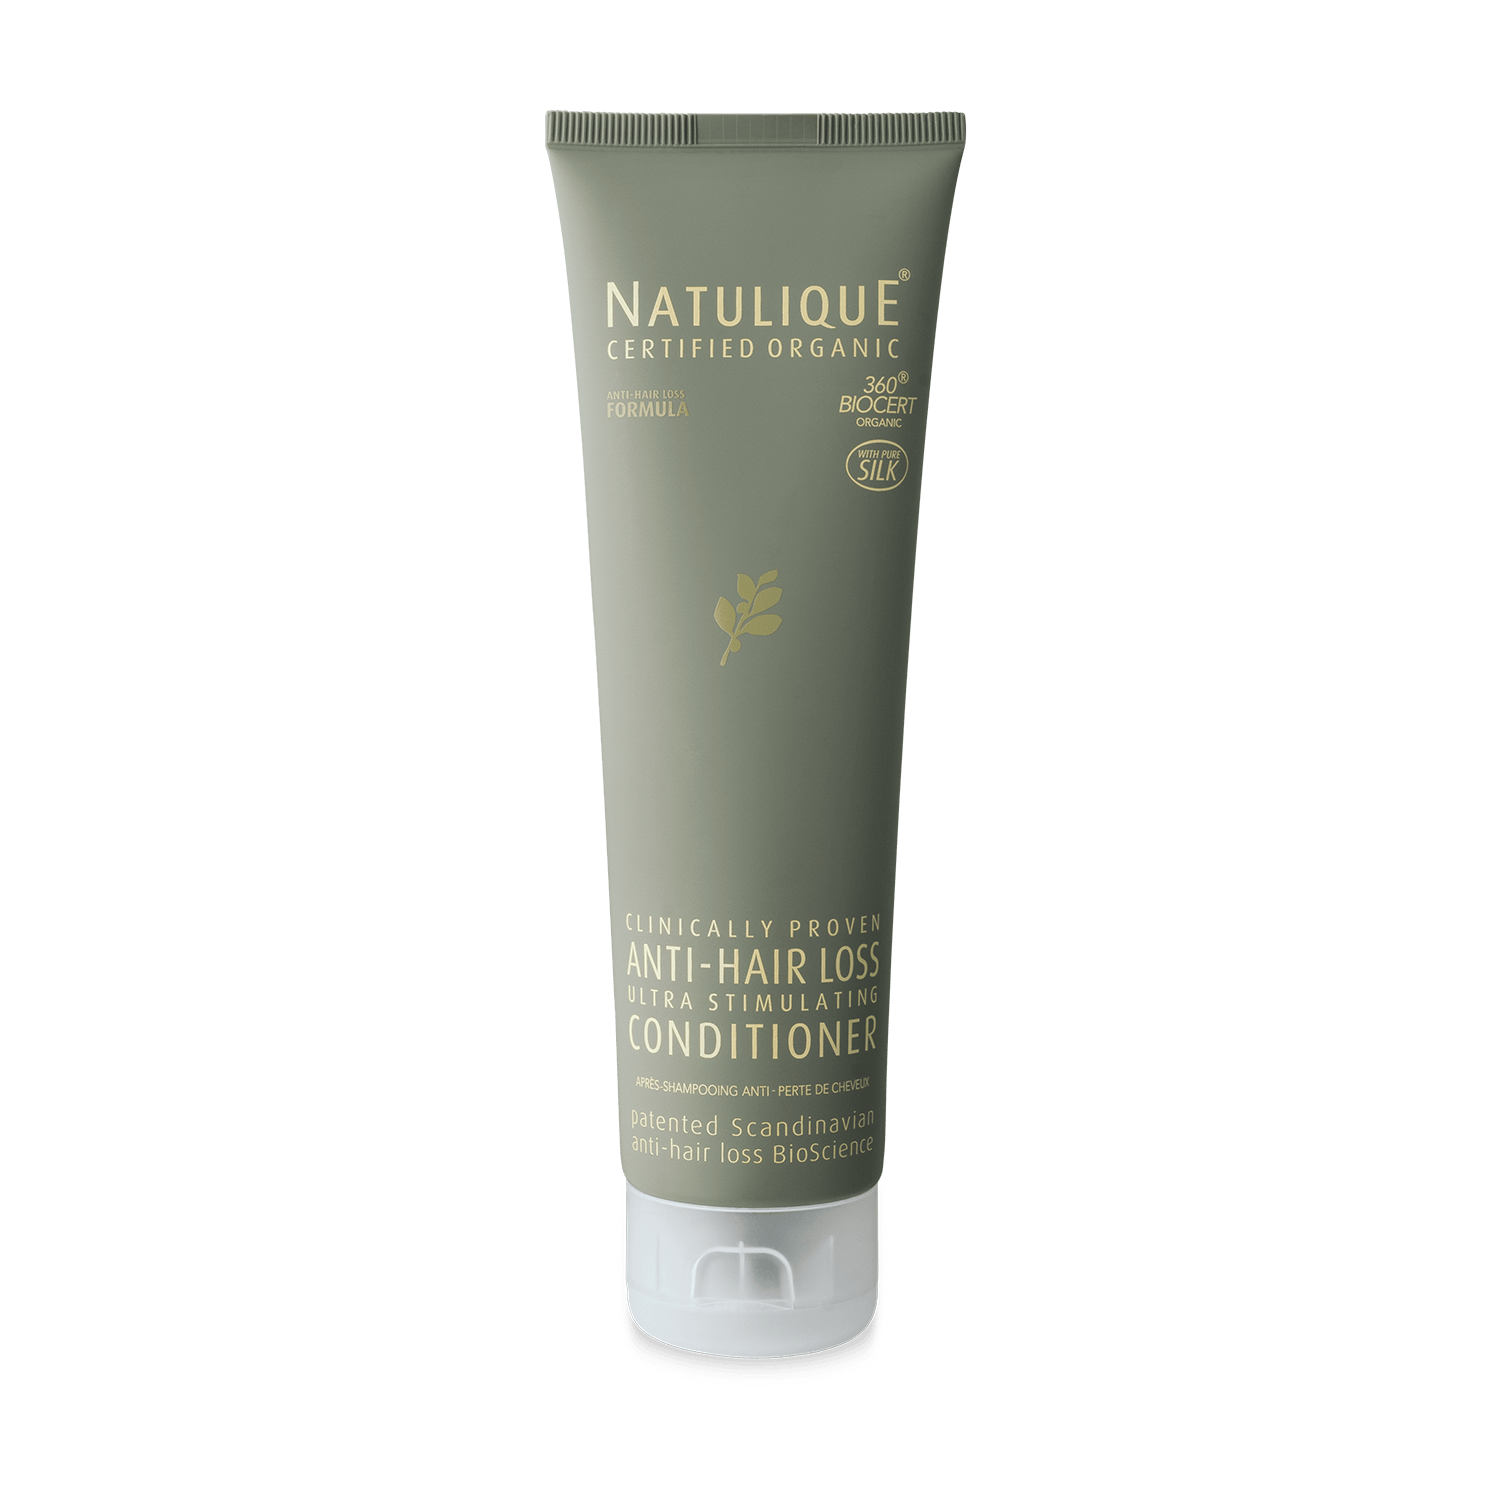 NATULIQUE®
CERTIFIED ORGANIC
ANTI-HAIR LOSS
FORMULA
360®
BIOCERT
ORGANIC
WITH PURE
SILK
CLINICALLY PROVEN
ANTI-HAIR LOSS
ULTRA STIMULATING
CONDITIONER
APRÈS-SHAMPOOING ANTI - PERTE DE CHEVEUX
patented Scandinavian
anti-hair loss BioScience